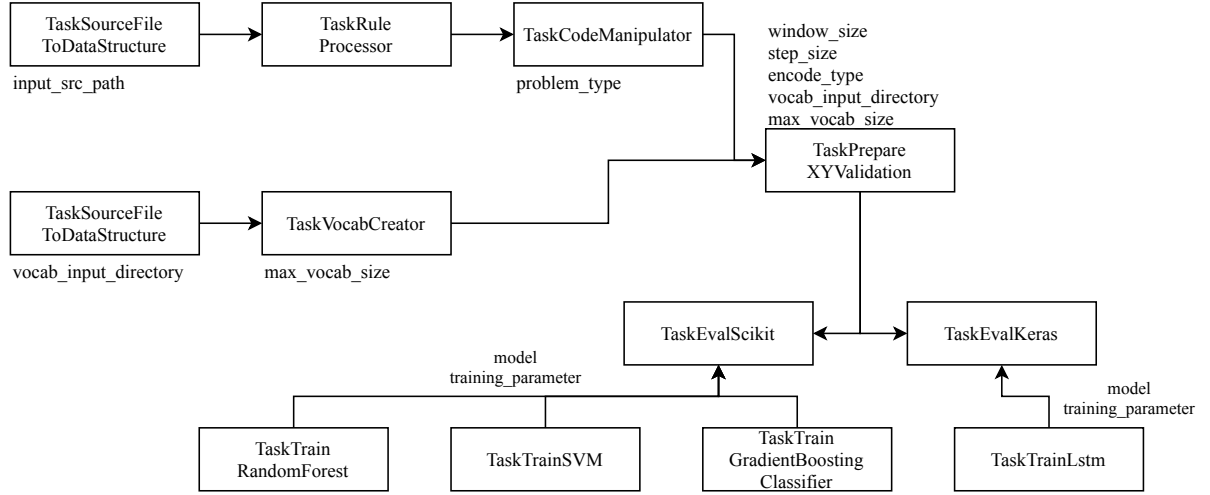 TaskSourceFile
ToDataStructure
input_src_path
TaskRule
Processor
TaskCodeManipulator
problem_type
window_size
step_size
encode_type
vocab_input_directory
max_vocab_size
TaskPrepare
XYValidation
TaskSourceFile
ToDataStructure
vocab_input_directory
TaskVocabCreator
max_vocab_size
TaskEvalScikit
TaskEvalKeras
model
training_parameter
model
training_parameter
TaskTrain
RandomForest
TaskTrainSVM
TaskTrain
GradientBoosting
Classifier
TaskTrainLstm